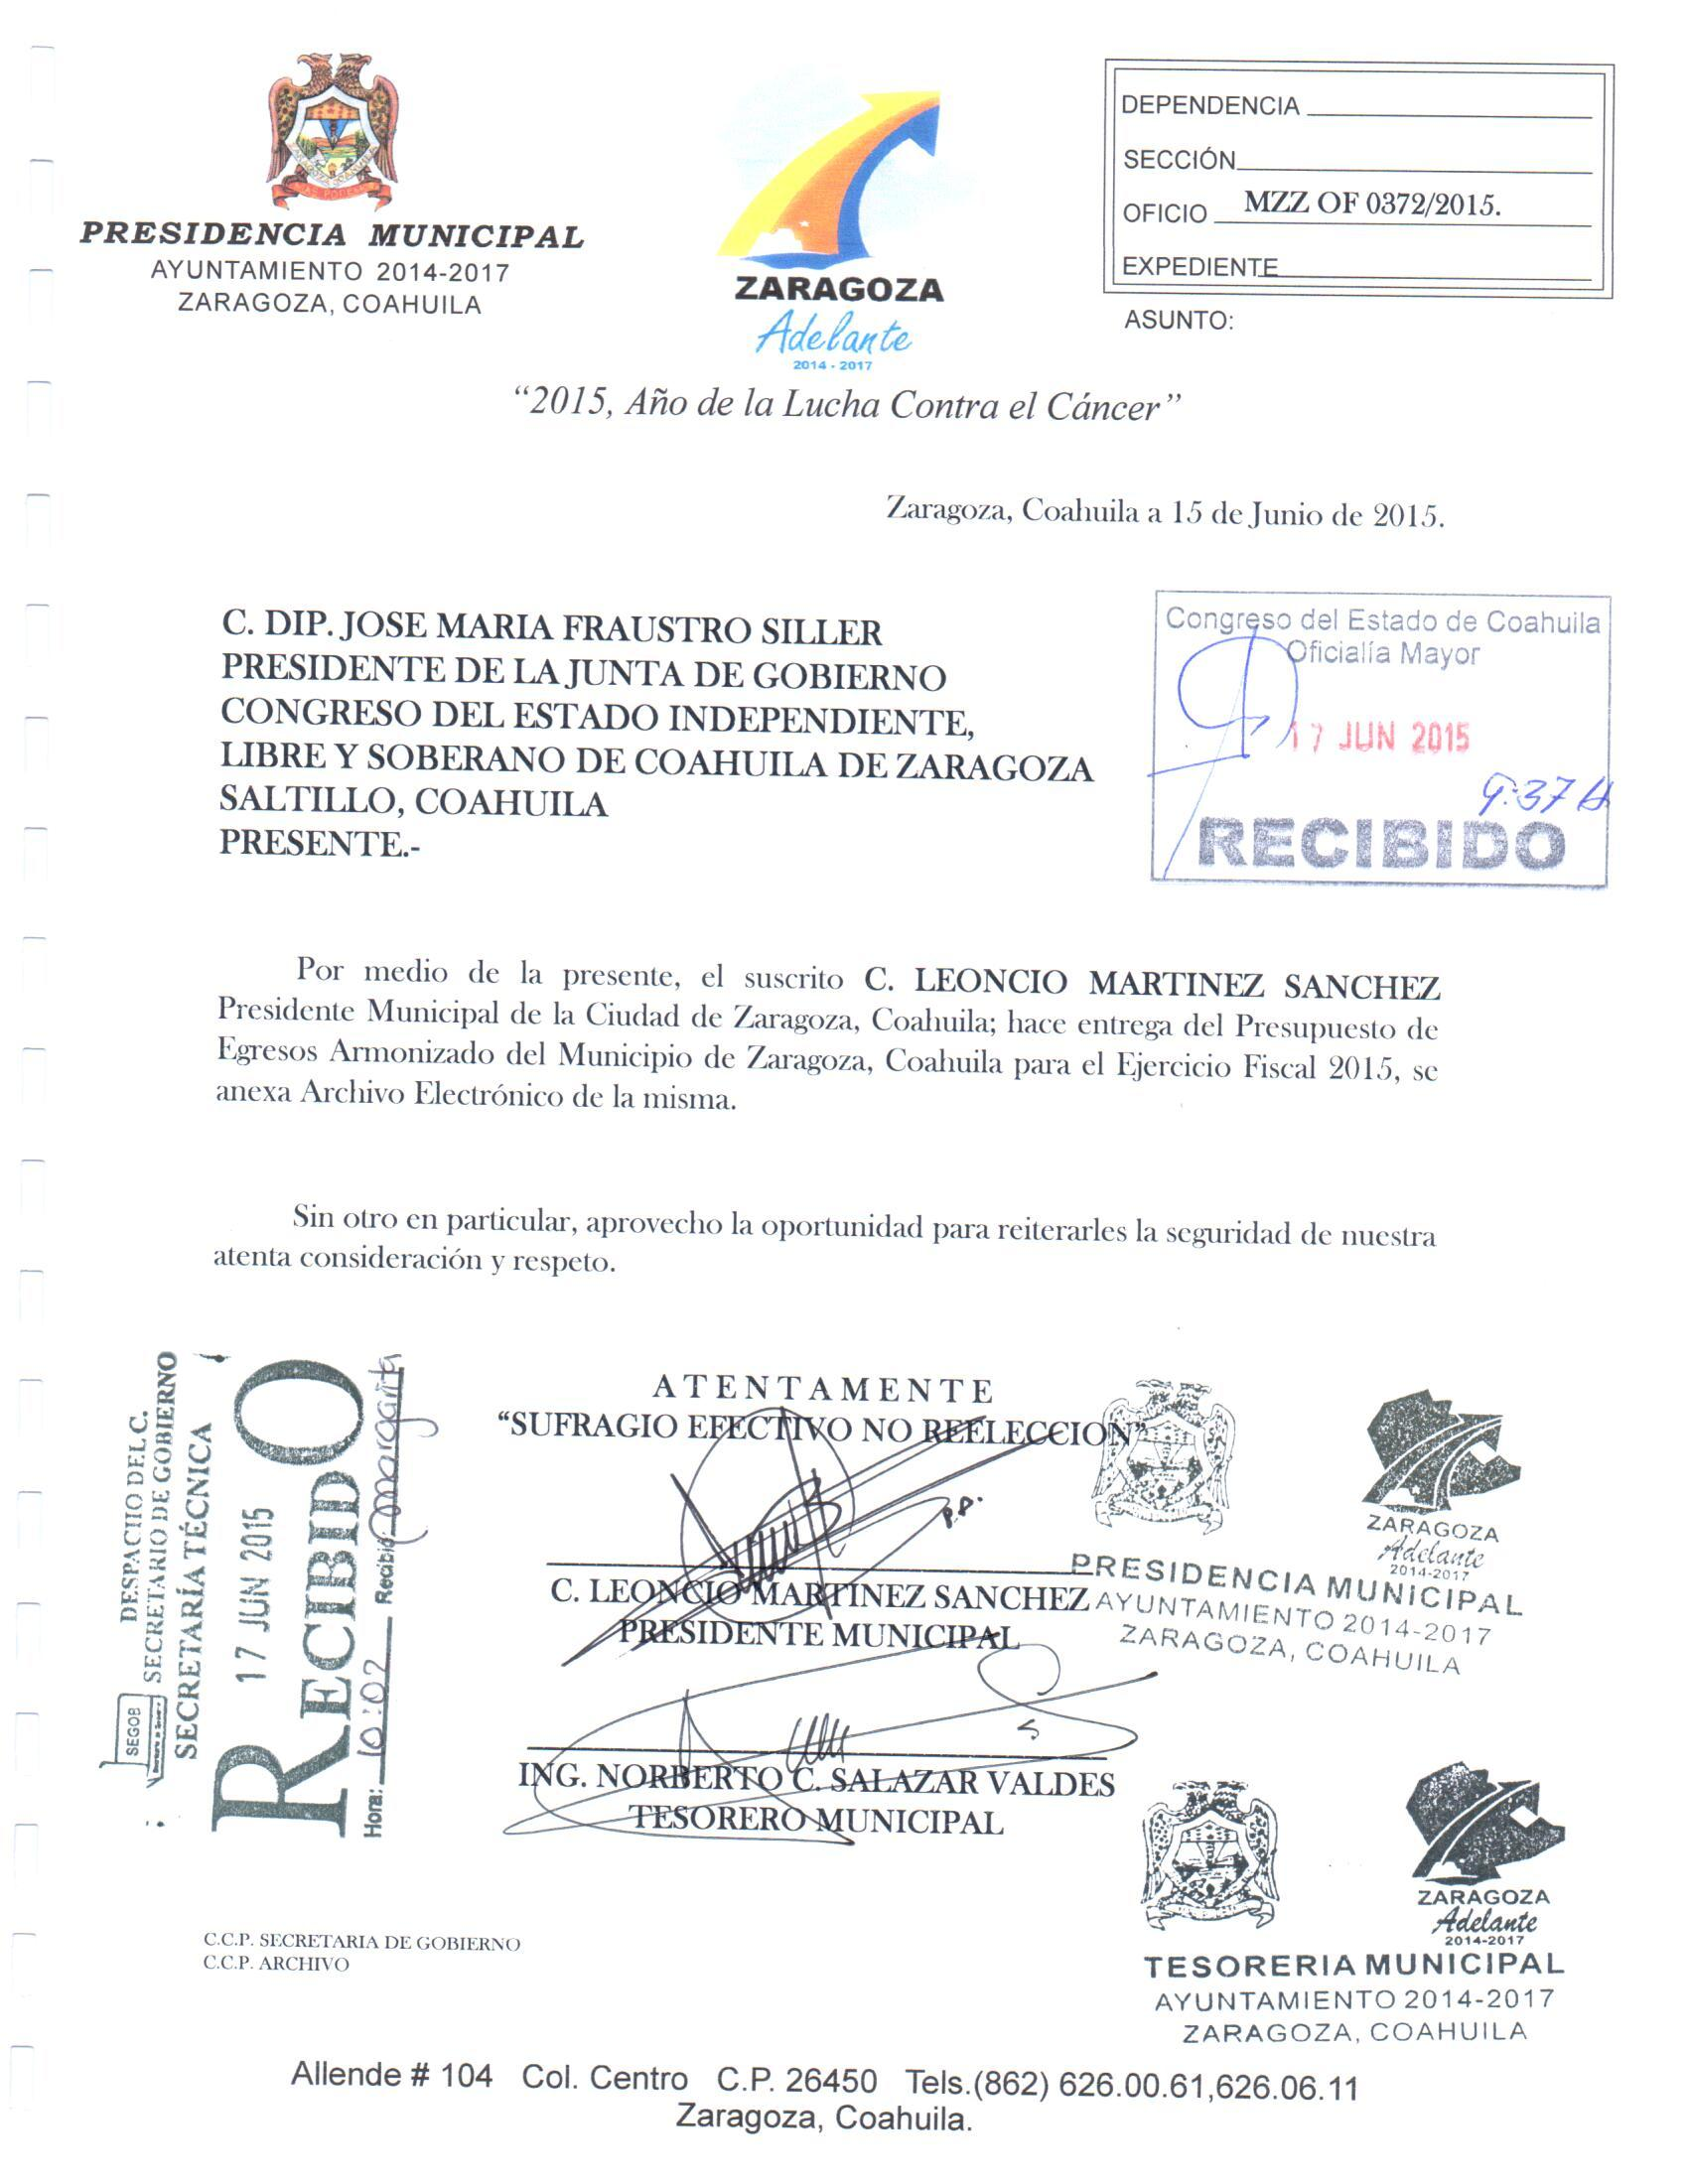 PRESIDENCIA MUNICIPAL
AYUNTAMIENTO 2014-2017
ZARAGOZA, COAHUILA
ZARAGOZA
Adelante
2014 - 2017
DEPENDENCIA
SECCIÓN
OFICIO MZZ OF 0372/2015.
EXPEDIENTE
ASUNTO:
“2015, Año de la Lucha Contra el Cáncer”
Zaragoza, Coahuila a 15 de Junio de 2015.
C. DIP. JOSE MARIA FRAUSTRO SILLER
PRESIDENTE DE LA JUNTA DE GOBIERNO
CONGRESO DEL ESTADO INDEPENDIENTE,
LIBRE Y SOBERANO DE COAHUILA DE ZARAGOZA
SALTILLO, COAHUILA
PRESENTE.-
Congreso del Estado de Coahuila
Oficialía Mayor
17 JUN 2015
9:37 H
RECIBIDO
Por medio de la presente, el suscrito C. LEONCIO MARTINEZ SANCHEZ
Presidente Municipal de la Ciudad de Zaragoza, Coahuila; hace entrega del Presupuesto de
Egresos Armonizado del Municipio de Zaragoza, Coahuila para el Ejercicio Fiscal 2015, se
anexa Archivo Electrónico de la misma.
Sin otro en particular, aprovecho la oportunidad para reiterarles la seguridad de nuestra
atenta consideración y respeto.
SEGOB
DESPACHO DEL C.
SECRETARIO DE GOBIERNO
SECRETARÍA TÉCNICA
17 JUN 2015
RECIBIDO
Hora: 10:02 Recibió Margarita
ATENTAMENTE
“SUFRAGIO EFECTIVO NO REELECCION”
P.P.
C. LEONCIO MARTINEZ SANCHEZ
PRESIDENTE MUNICIPAL
ZARAGOZA
Adelante
2014-2017
PRESIDENCIA MUNICIPAL
AYUNTAMIENTO 2014-2017
ZARAGOZA, COAHUILA
ING. NORBERTO C. SALAZAR VALDES
TESORERO MUNICIPAL
ZARAGOZA
Adelante
2014-2017
TESORERIA MUNICIPAL
AYUNTAMIENTO 2014-2017
ZARAGOZA, COAHUILA
C.C.P. SECRETARIA DE GOBIERNO
C.C.P. ARCHIVO
Allende # 104 Col. Centro C.P. 26450 Tels.(862) 626.00.61,626.06.11
Zaragoza, Coahuila.